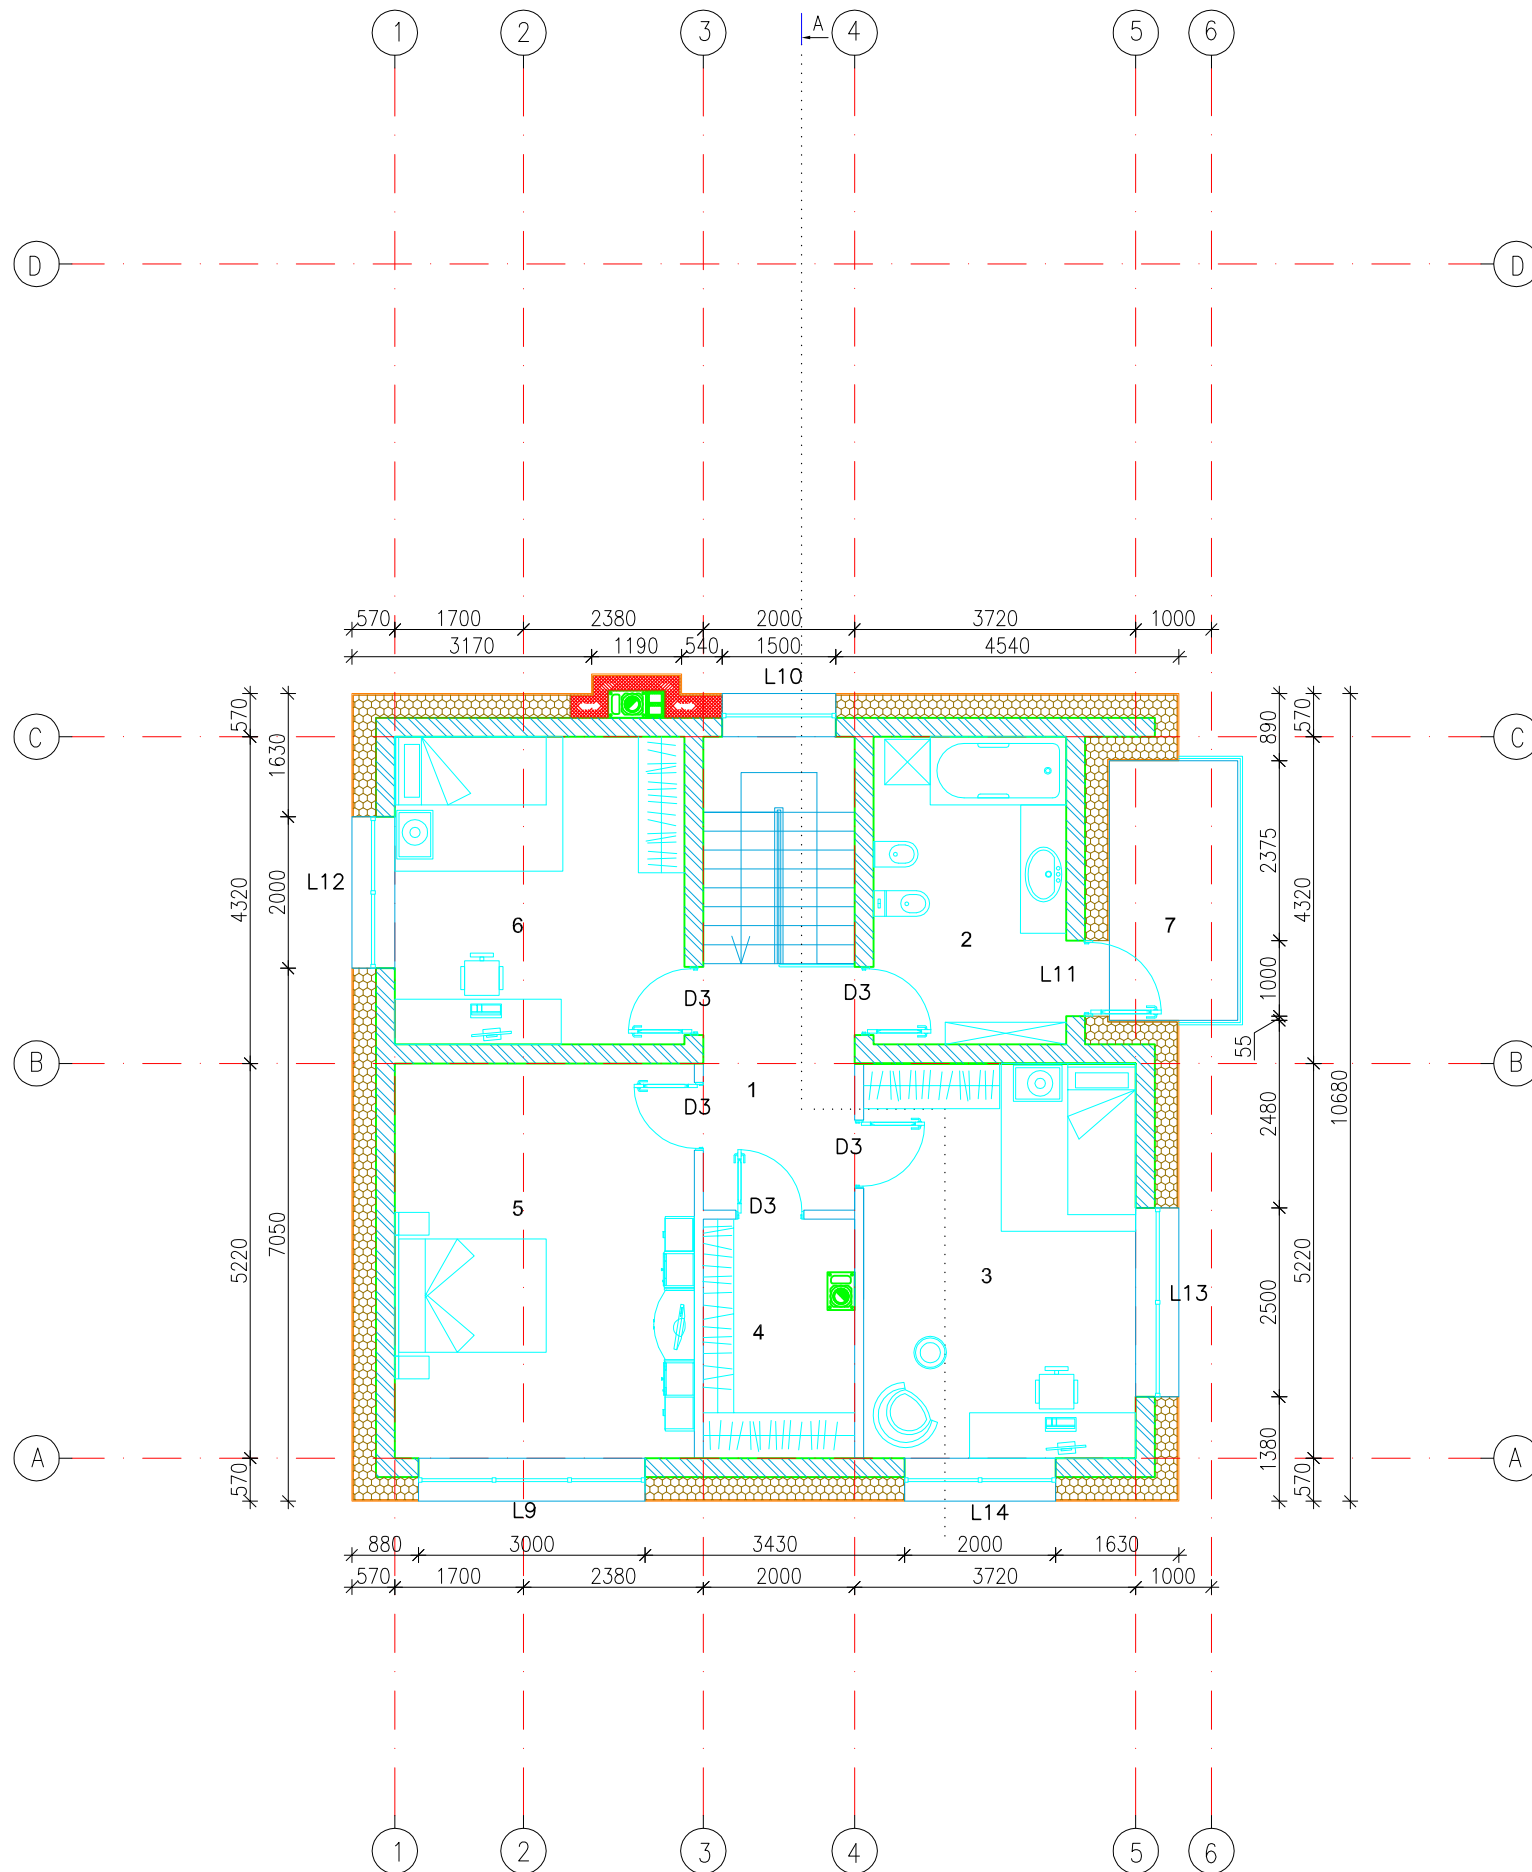 1 2 3 A 4 5 6
D D
570 1700 2380 2000 3720 1000
3170 1190 540 1500 4540
L10
570 1630 890 570
C C
L12 4320 2000 2375 4320
6 2 7
L11 1000
D3 D3
55
B B
1 10680
D3 2480
D3
D3
5 7050
5220 3 2500 5220
L13
4
1380
A A
570 570
L9 L14
880 3000 3430 2000 1630
570 1700 2380 2000 3720 1000
1 2 3 4 5 6